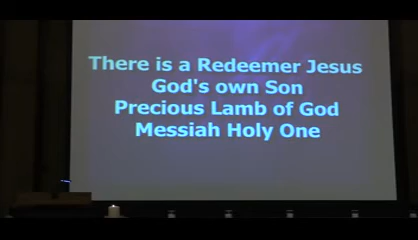 There is a Redeemer Jesus
God's own Son
Precious Lamb of God
Messiah Holy One